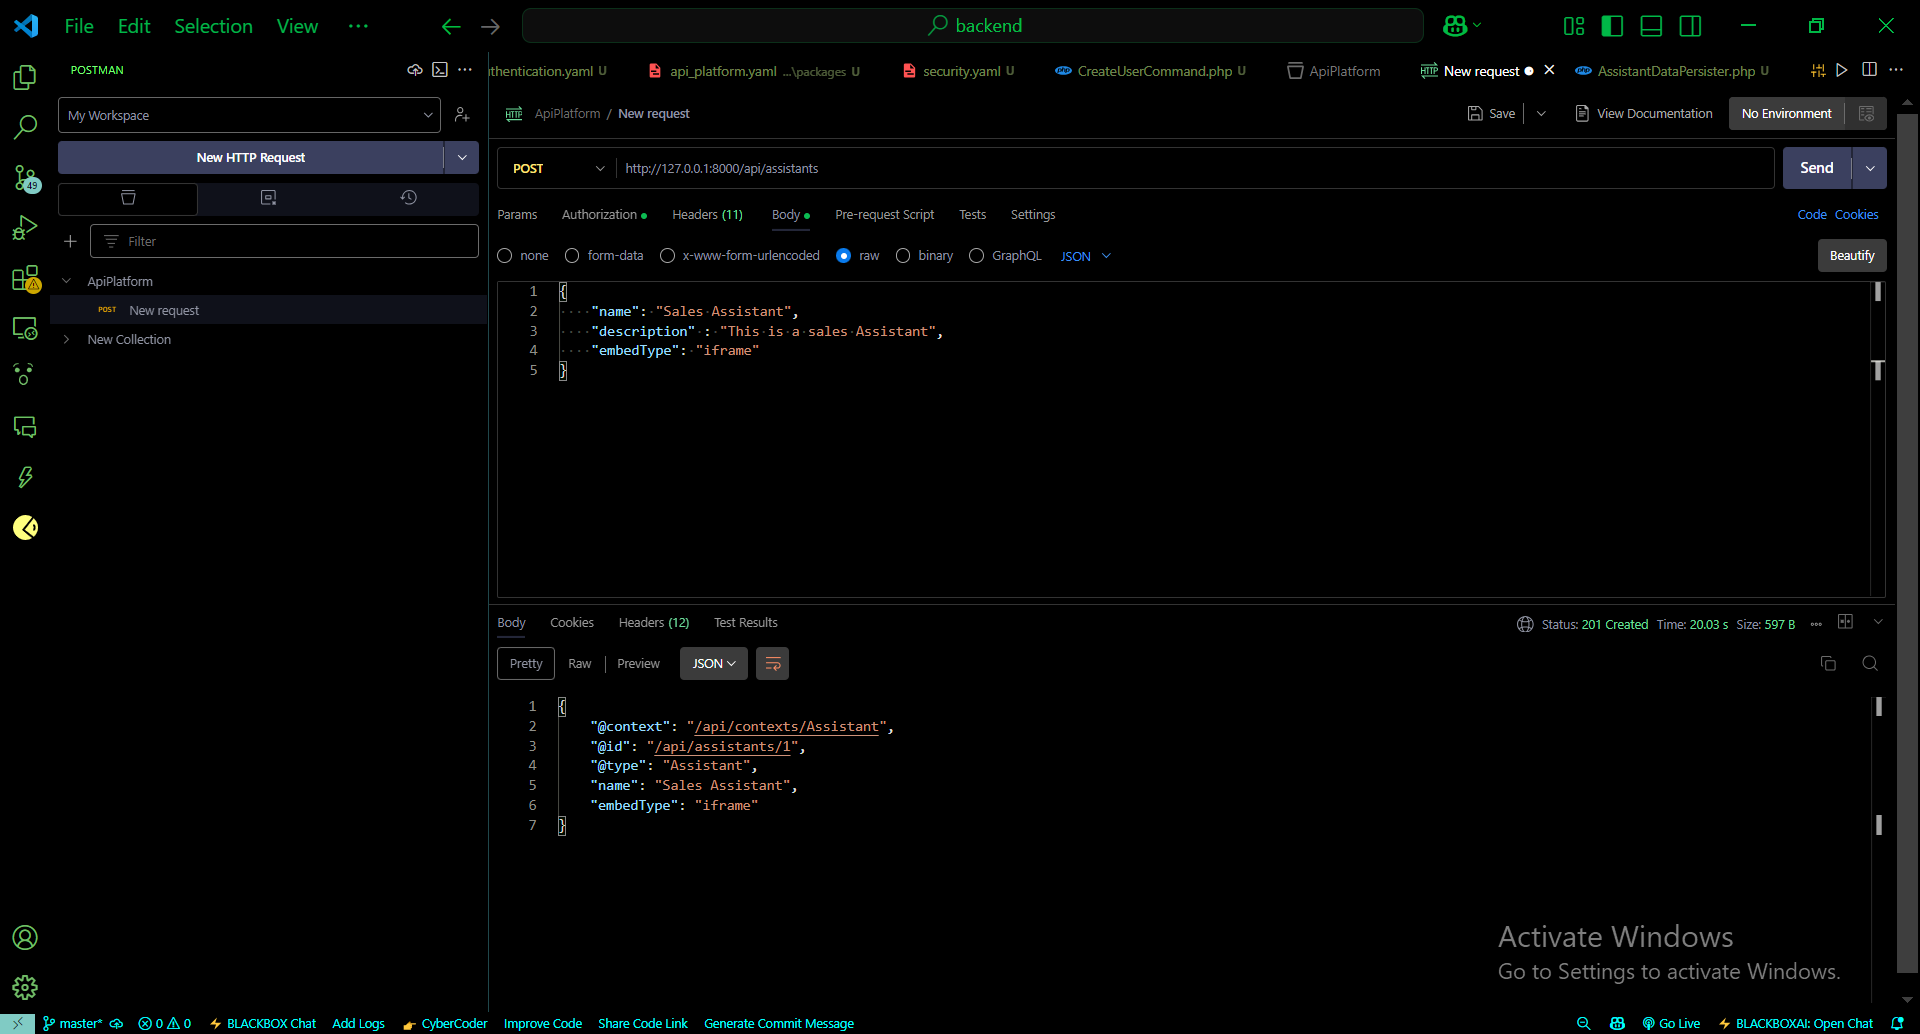 File Edit Selection View ··· backend
POSTMAN
uthentication.yaml U api_platform.yaml ...\packages U security.yaml U CreateUserCommand.php U ApiPlatform HTTP New request AssistantDataPersister.php U
My Workspace
HTTP ApiPlatform / New request Save View Documentation No Environment
New HTTP Request
POST http://127.0.0.1:8000/api/assistants Send
49
Params Authorization Headers (11) Body Pre-request Script Tests Settings Code Cookies
Filter
none form-data x-www-form-urlencoded raw binary GraphQL JSON Beautify
ApiPlatform
POST New request
New Collection
1 {
2 "name": "Sales Assistant",
3 "description" : "This is a sales Assistant",
4 "embedType": "iframe"
5 }
Body Cookies Headers (12) Test Results Status: 201 Created Time: 20.03 s Size: 597 B
Pretty Raw Preview JSON
1 {
2 "@context": "/api/contexts/Assistant",
3 "@id": "/api/assistants/1",
4 "@type": "Assistant",
5 "name": "Sales Assistant",
6 "embedType": "iframe"
7 }
Activate Windows
Go to Settings to activate Windows.
master* 0 0 BLACKBOX Chat Add Logs CyberCoder Improve Code Share Code Link Generate Commit Message Go Live BLACKBOXAI: Open Chat